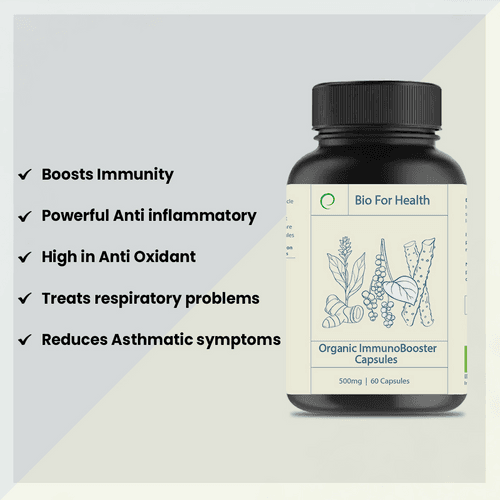 Boosts Immunity
Powerful Anti inflammatory
High in Anti Oxidant
Treats respiratory problems
Reduces Asthmatic symptoms
Bio For Health
Organic ImmunoBooster
Capsules
500mg | 60 Capsules